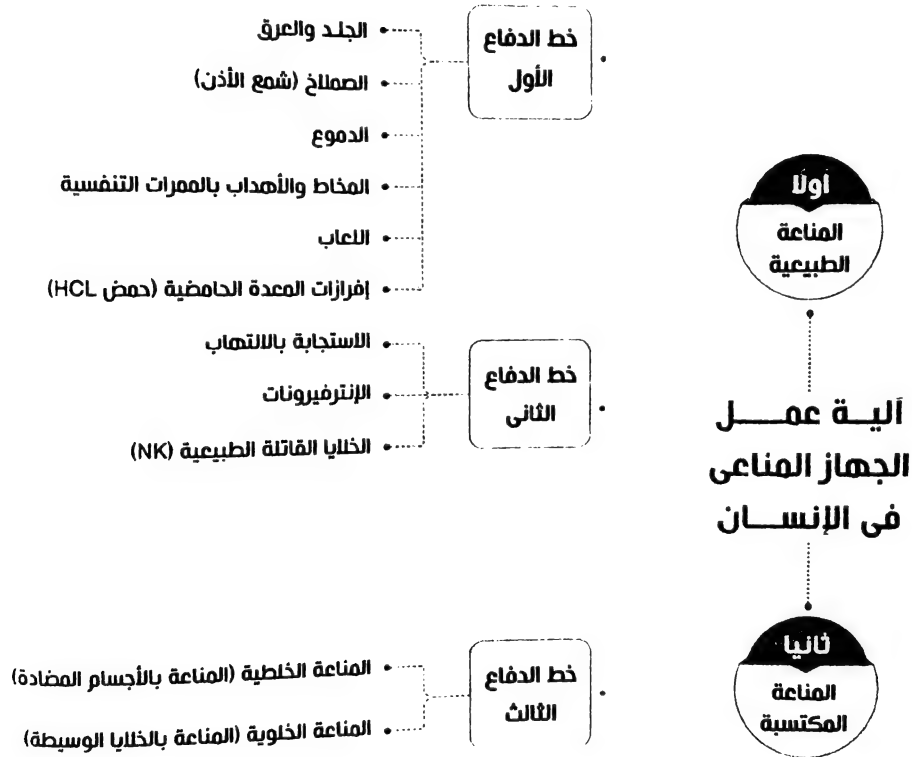 آلية عمل
الجهاز المناعى
فى الإنسان
أولًا
المناعة
الطبيعية
خط الدفاع
الأول
الجلد والعرق
الصملاخ (شمع الأذن)
الدموع
المخاط والأهداب بالممرات التنفسية
اللعاب
إفرازات المعدة الحامضية (حمض HCL)
خط الدفاع
الثانى
الاستجابة بالالتهاب
الإنترفيرونات
الخلايا القاتلة الطبيعية (NK)
ثانيا
المناعة
المكتسبة
خط الدفاع
الثالث
المناعة الخلطية (المناعة بالأجسام المضادة)
المناعة الخلوية (المناعة بالخلايا الوسيطة)